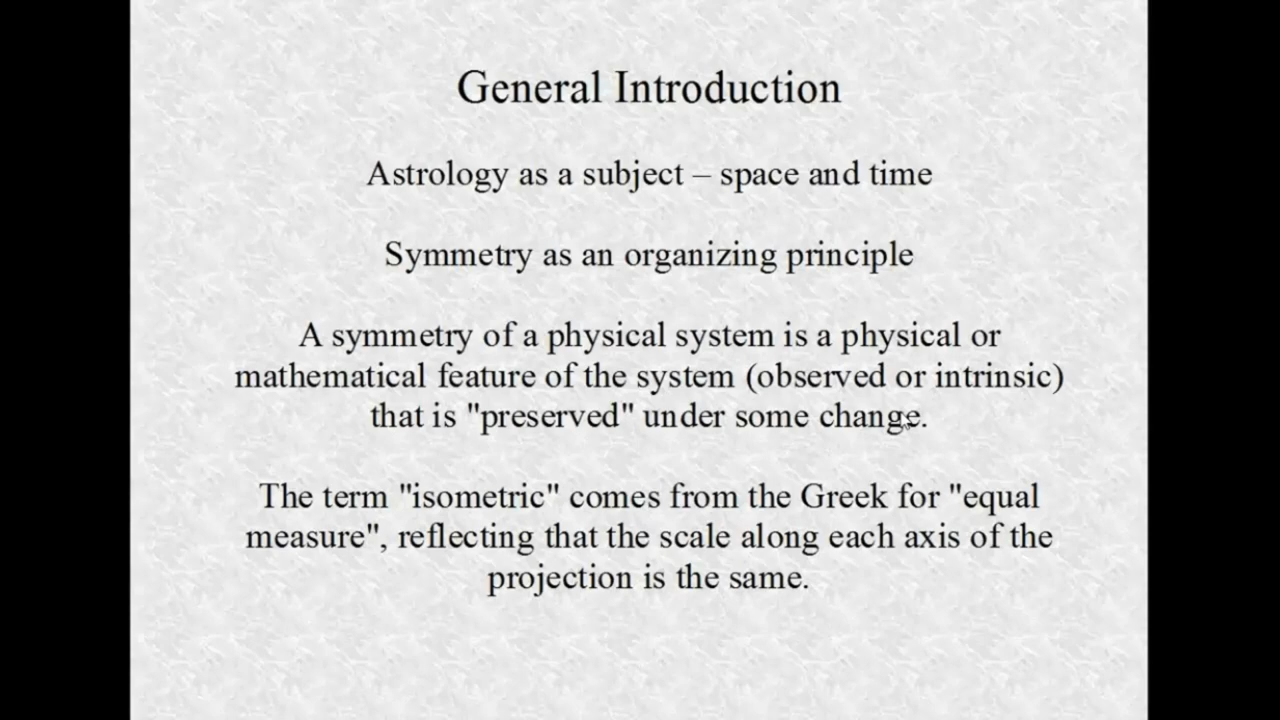 General Introduction
Astrology as a subject – space and time
Symmetry as an organizing principle
A symmetry of a physical system is a physical or
mathematical feature of the system (observed or intrinsic)
that is "preserved" under some change.
The term "isometric" comes from the Greek for "equal
measure", reflecting that the scale along each axis of the
projection is the same.